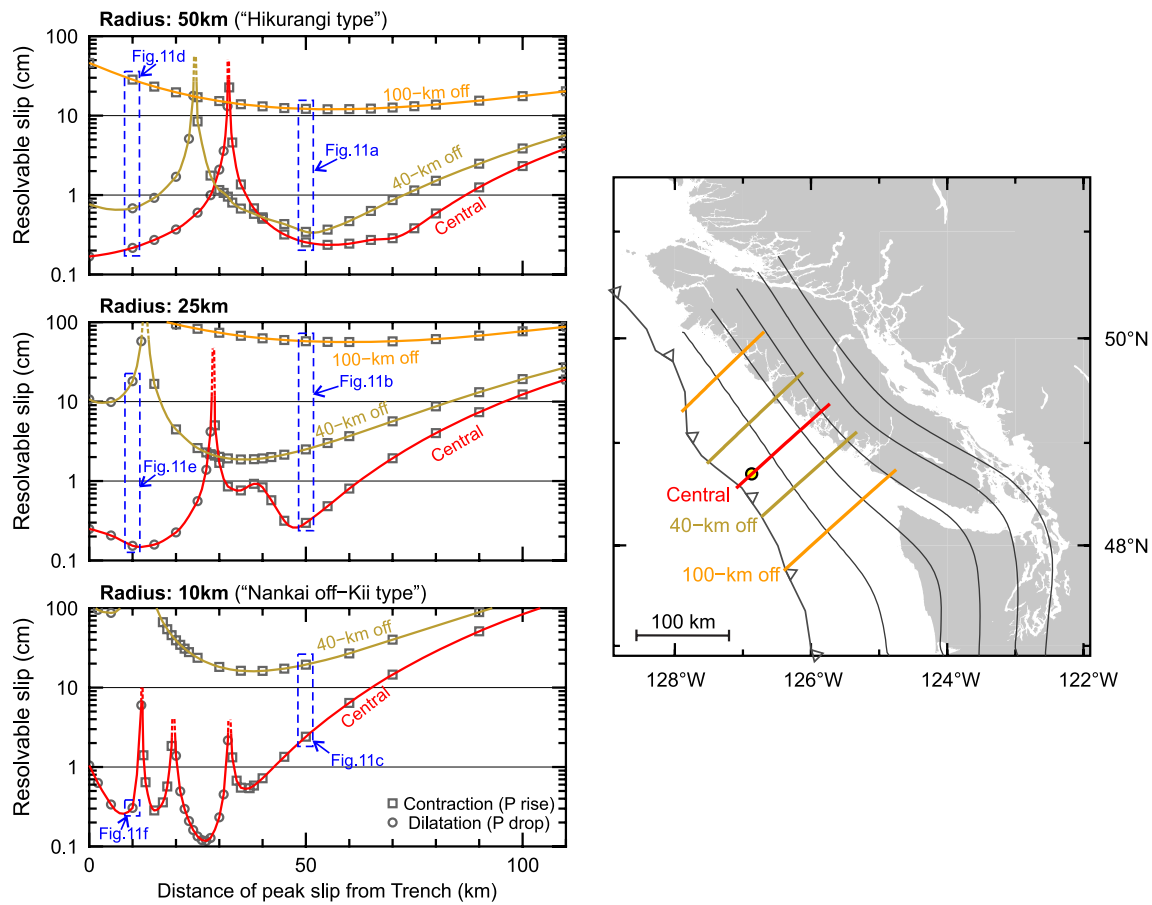 Radius: 50km (“Hikurangi type”)
Resolvable slip (cm)
100
10
1
0.1
Fig.11d
100−km off
Fig.11a
40−km off
Central
Radius: 25km
Resolvable slip (cm)
100
10
1
0.1
100−km off
Fig.11b
40−km off
Fig.11e
Central
Radius: 10km (“Nankai off−Kii type”)
Resolvable slip (cm)
100
10
1
0.1
40−km off
Central
Fig.11c
Fig.11f
Contraction (P rise)
Dilatation (P drop)
0 50 100
Distance of peak slip from Trench (km)
50°N
48°N
Central
40−km off
100−km off
100 km
128°W 126°W 124°W 122°W